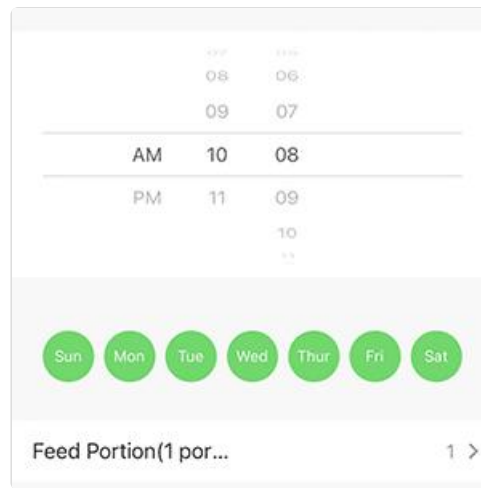 08 06
09 07
AM 10 08
PM 11 09
10
Sun Mon Tue Wed Thur Fri Sat
Feed Portion(1 por... 1 >